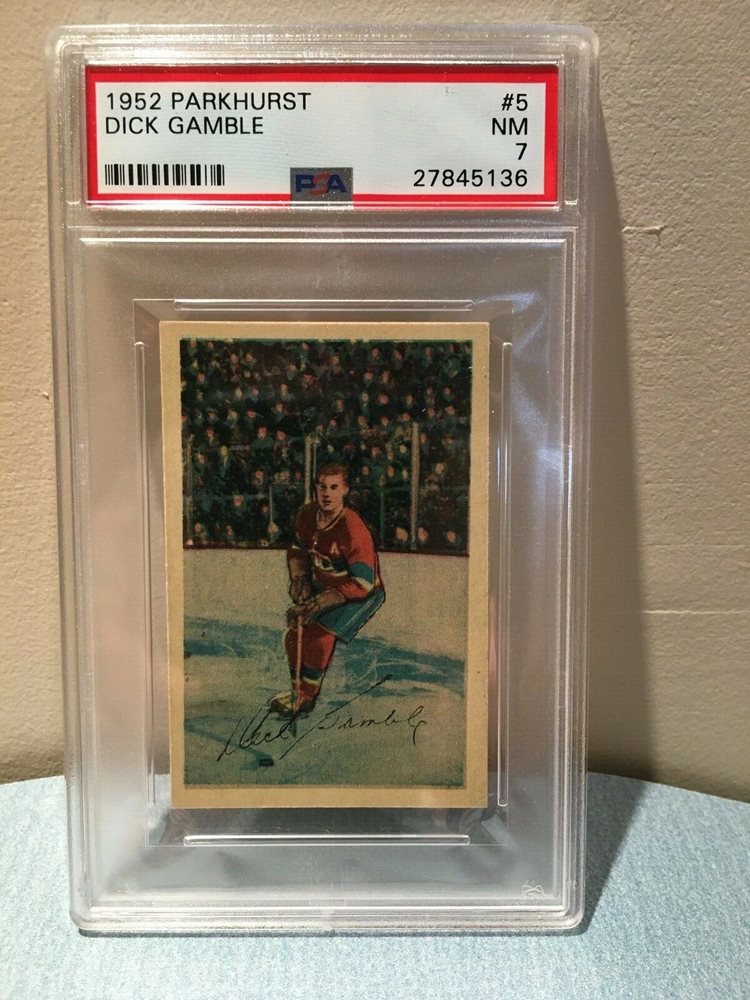 1952 PARKHURST #5
DICK GAMBLE NM
7
PSA 27845136
A
Dick Gamble